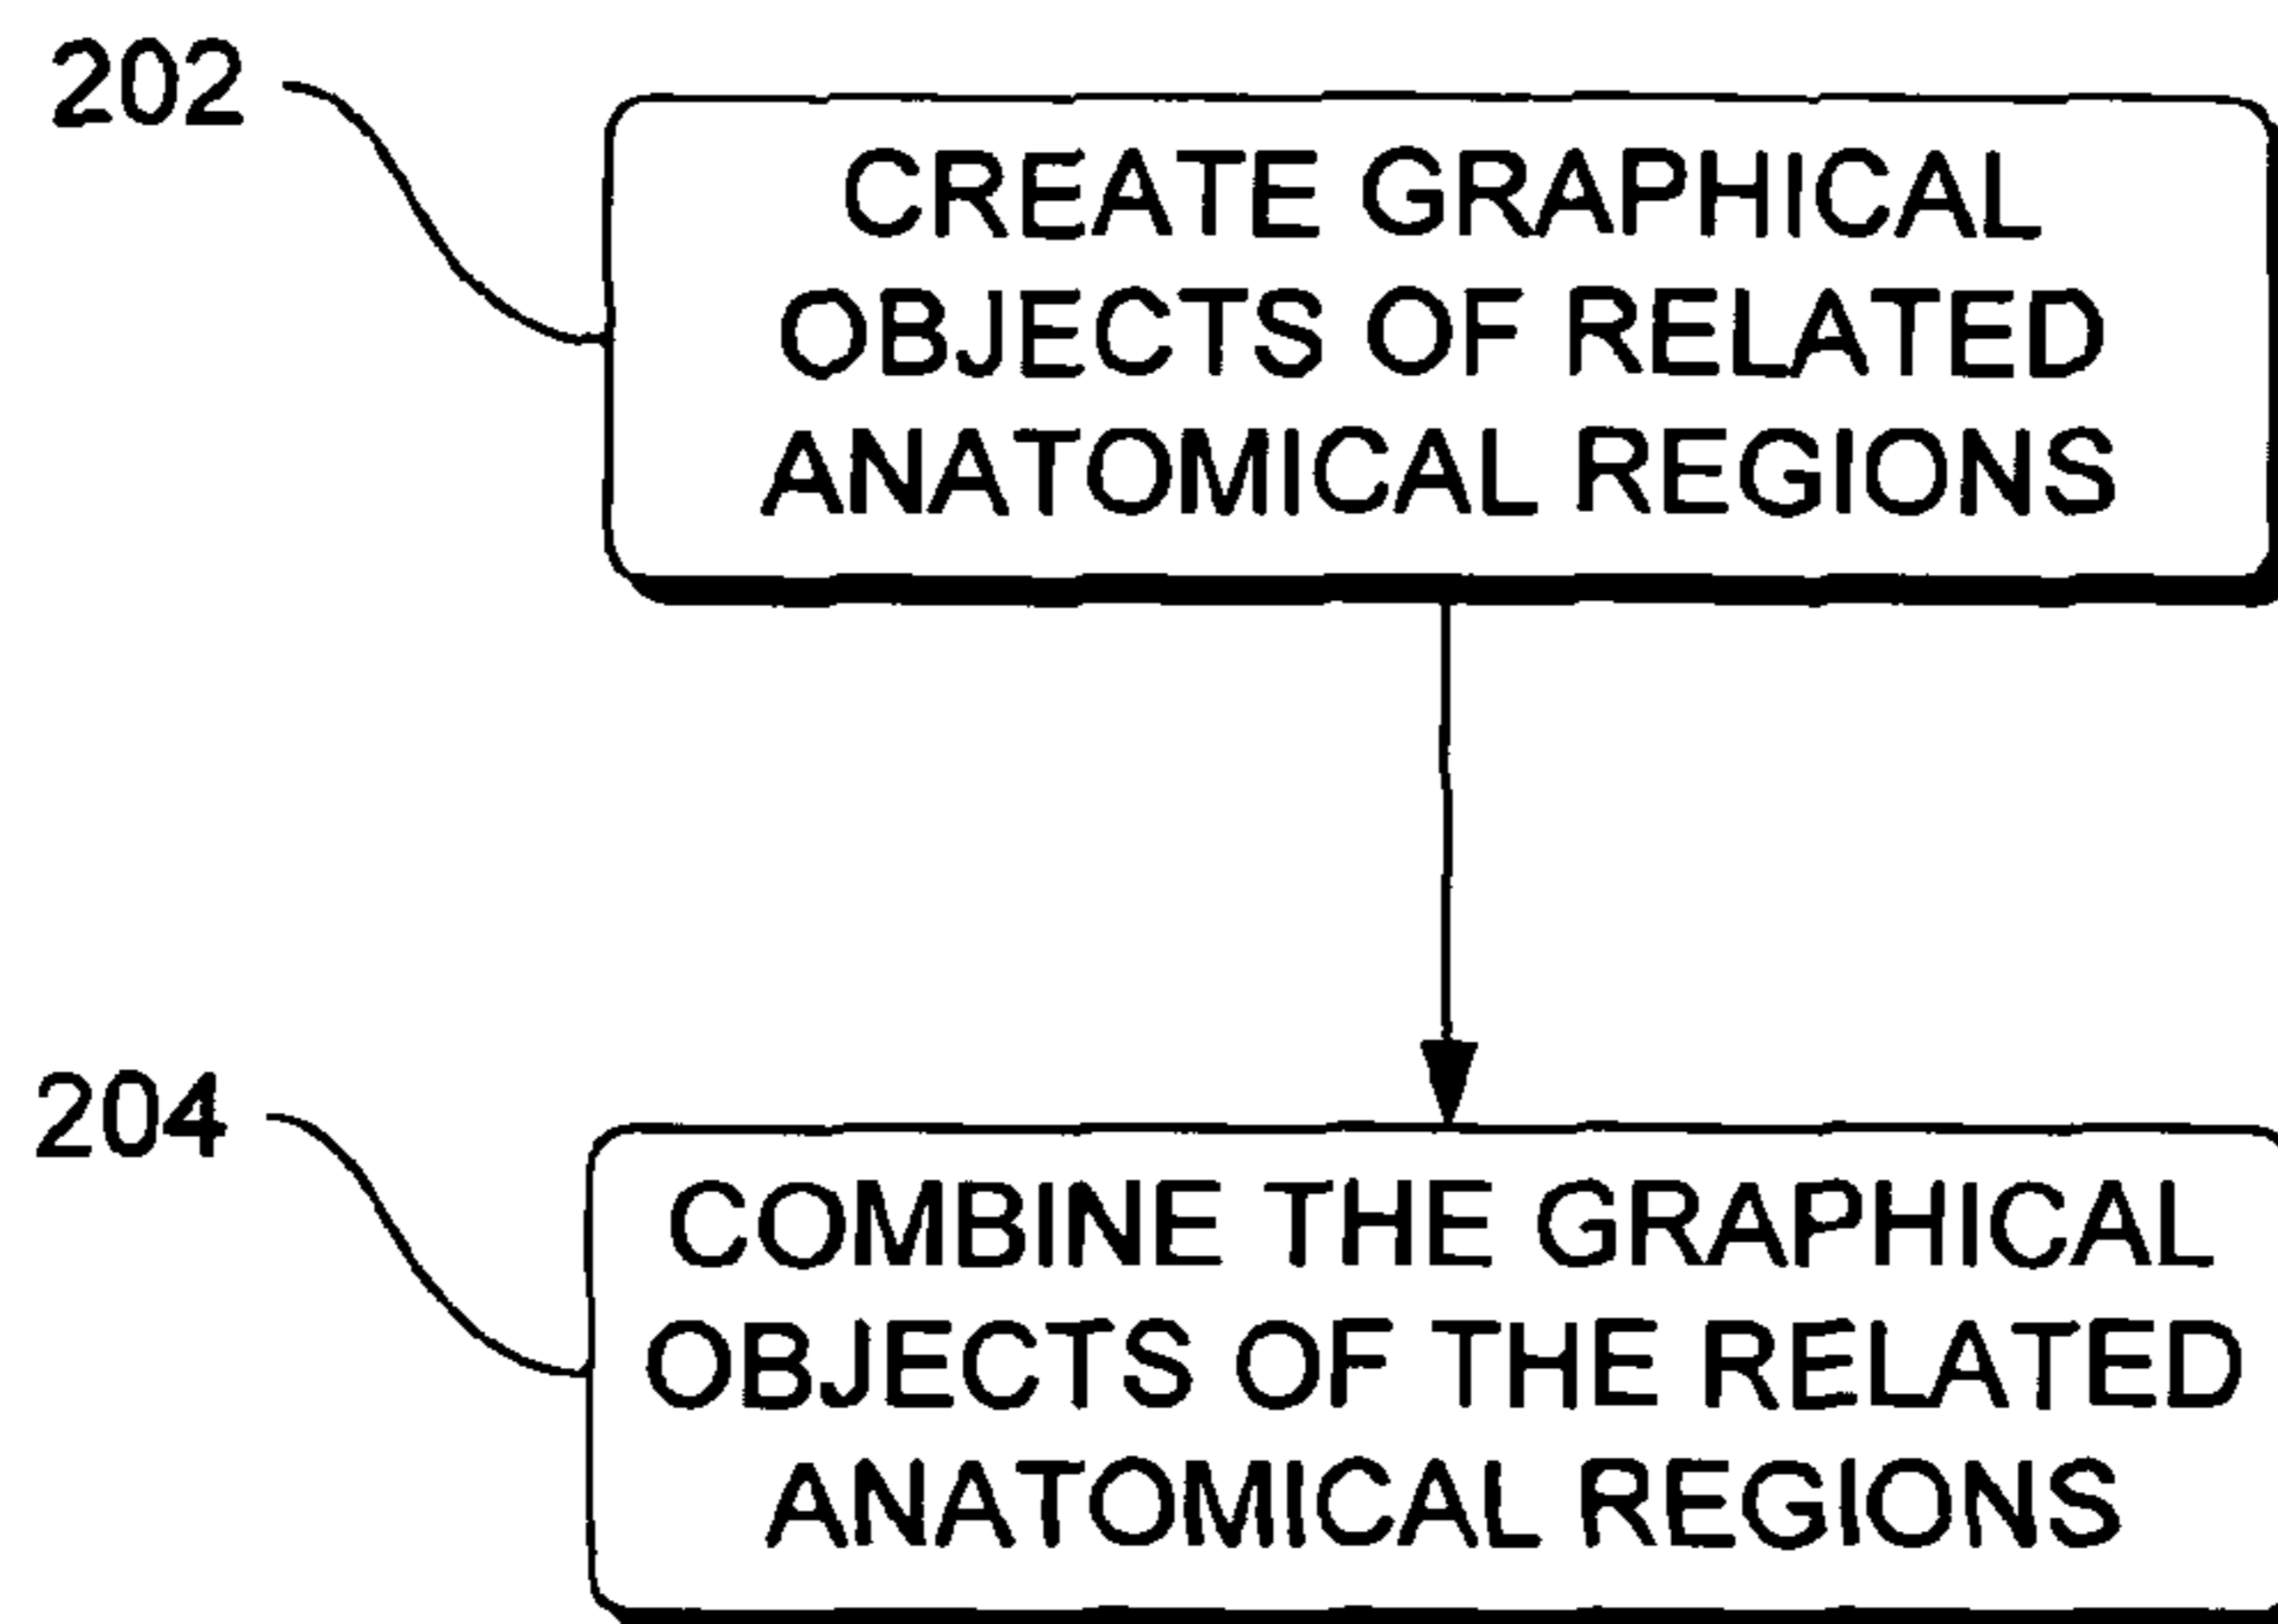 202
CREATE GRAPHICAL
OBJECTS OF RELATED
ANATOMICAL REGIONS
204
COMBINE THE GRAPHICAL
OBJECTS OF THE RELATED
ANATOMICAL REGIONS